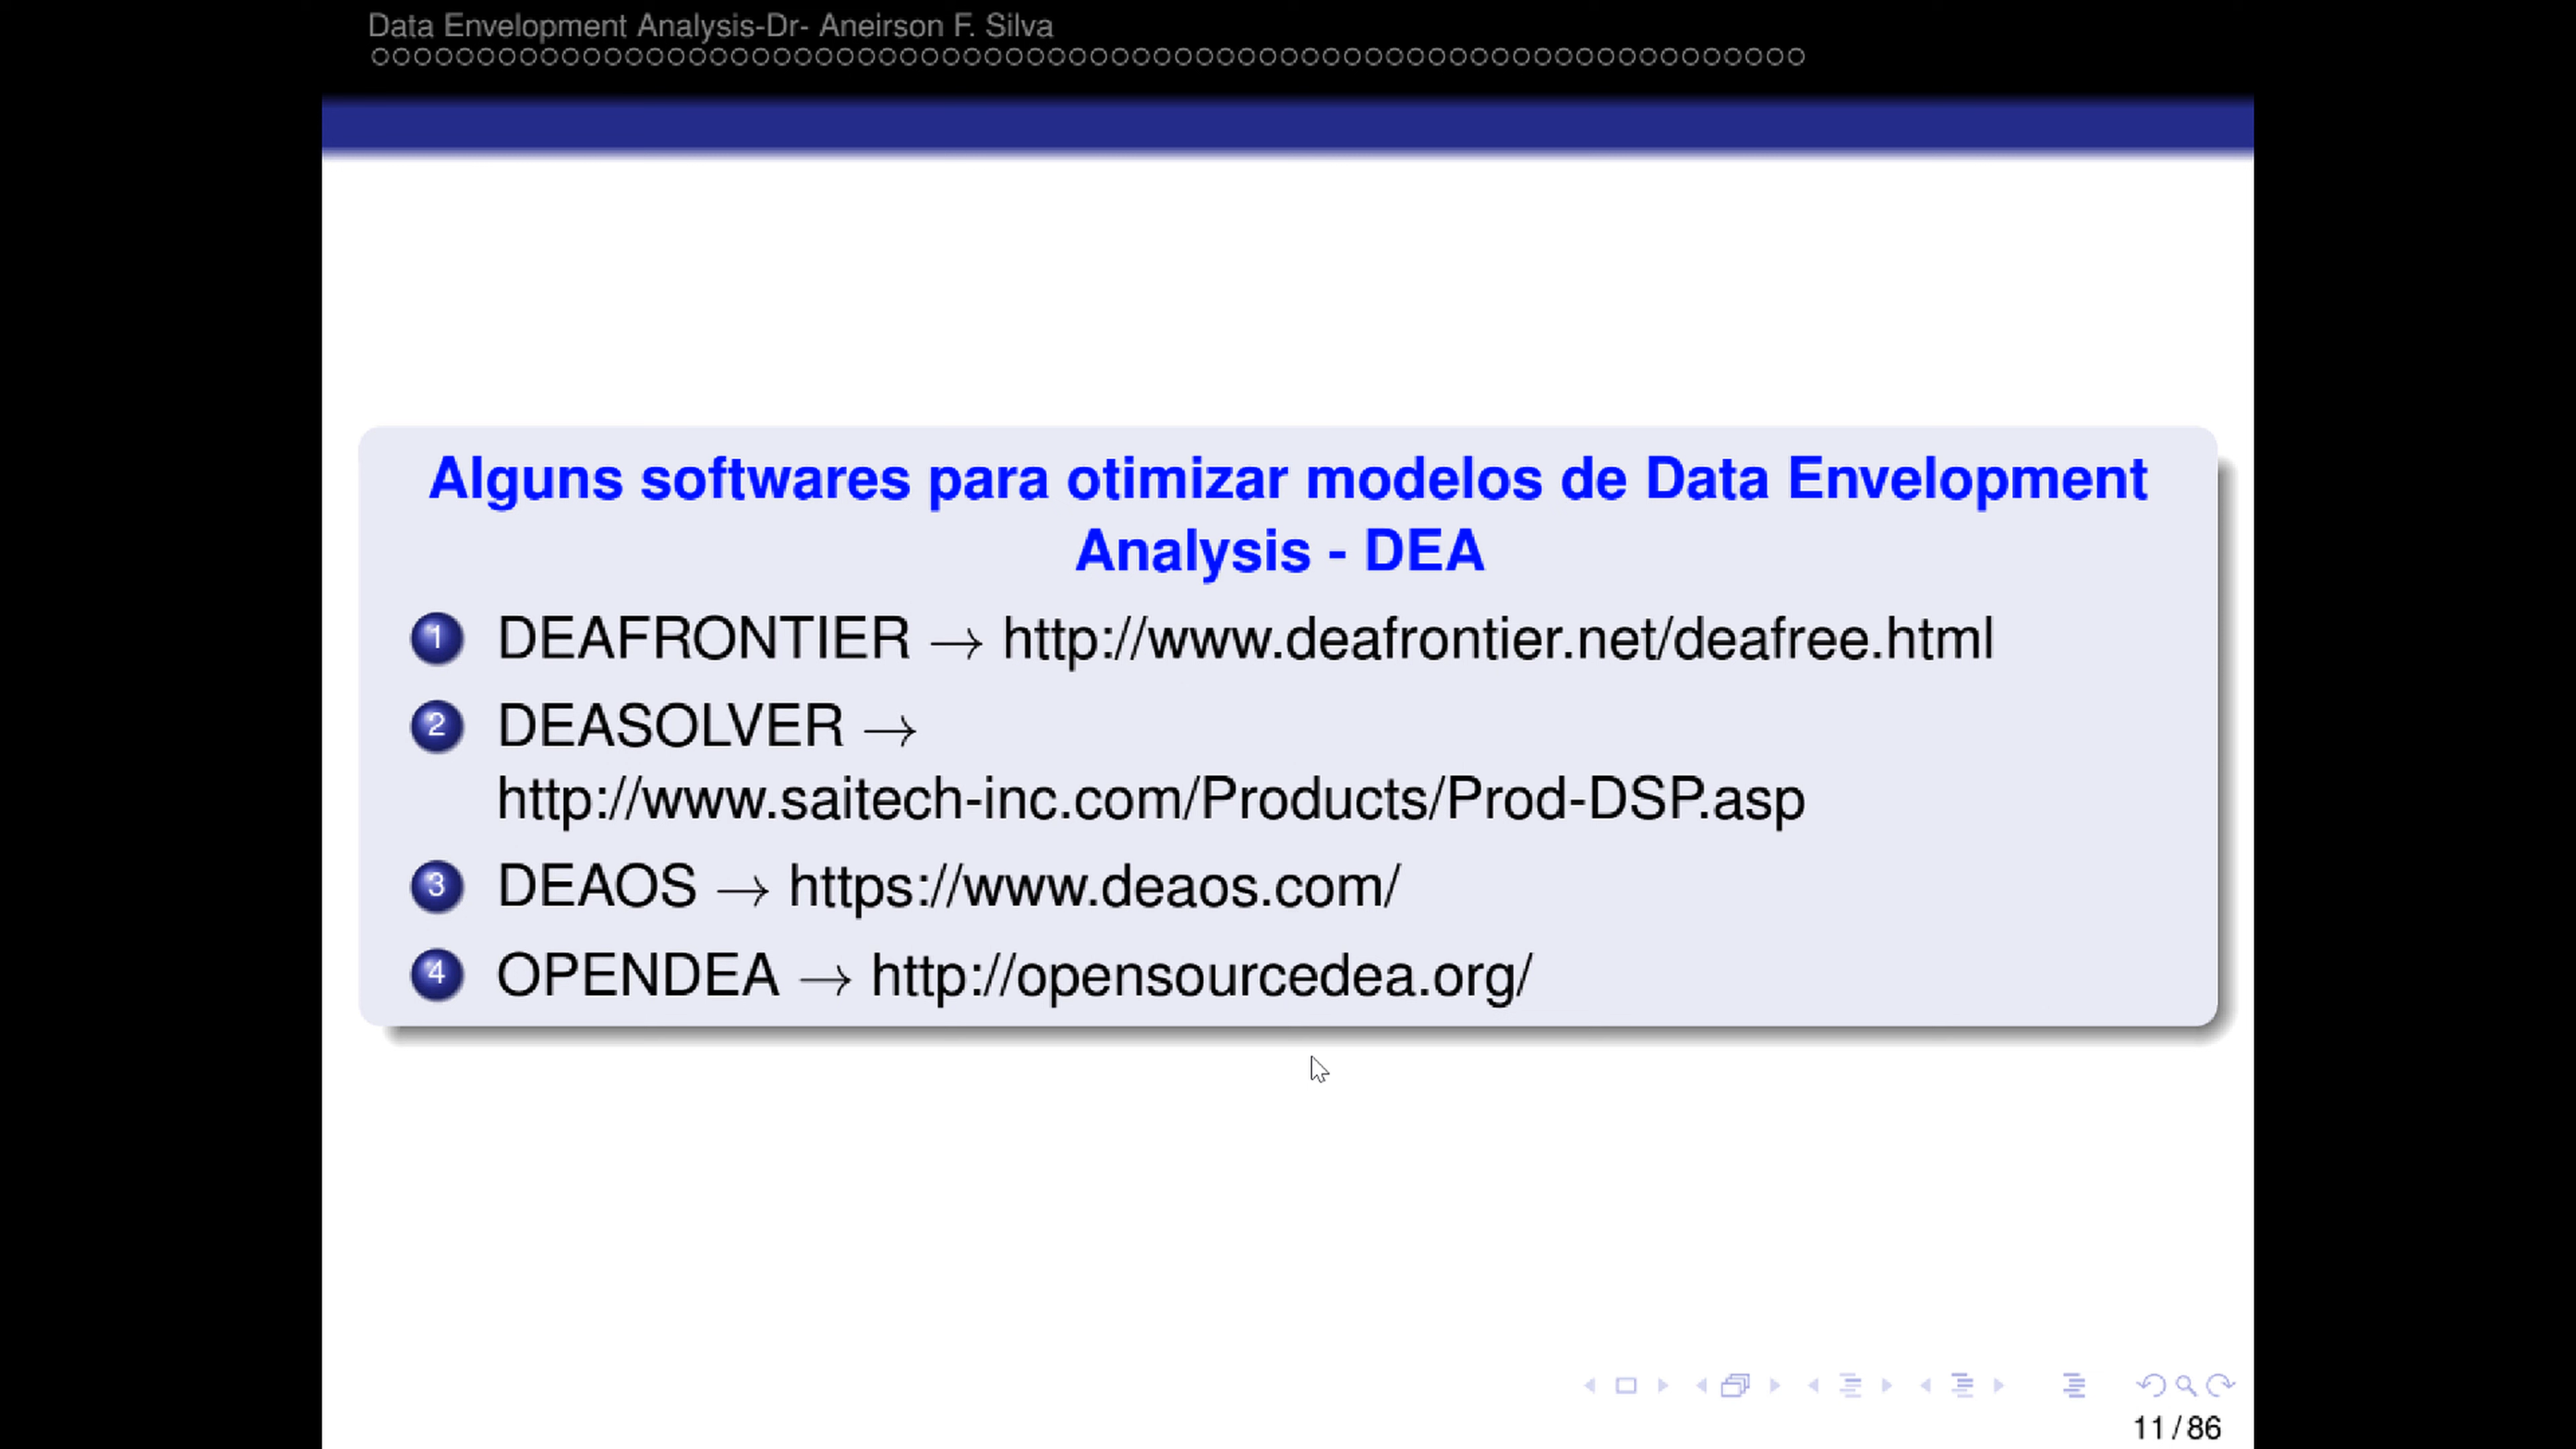 Data Envelopment Analysis-Dr- Aneirson F. Silva
Alguns softwares para otimizar modelos de Data Envelopment
Analysis - DEA
1 DEAFRONTIER → http://www.deafrontier.net/deafree.html
2 DEASOLVER →
http://www.saitech-inc.com/Products/Prod-DSP.asp
3 DEAOS → https://www.deaos.com/
4 OPENDEA → http://opensourcedea.org/
11 / 86